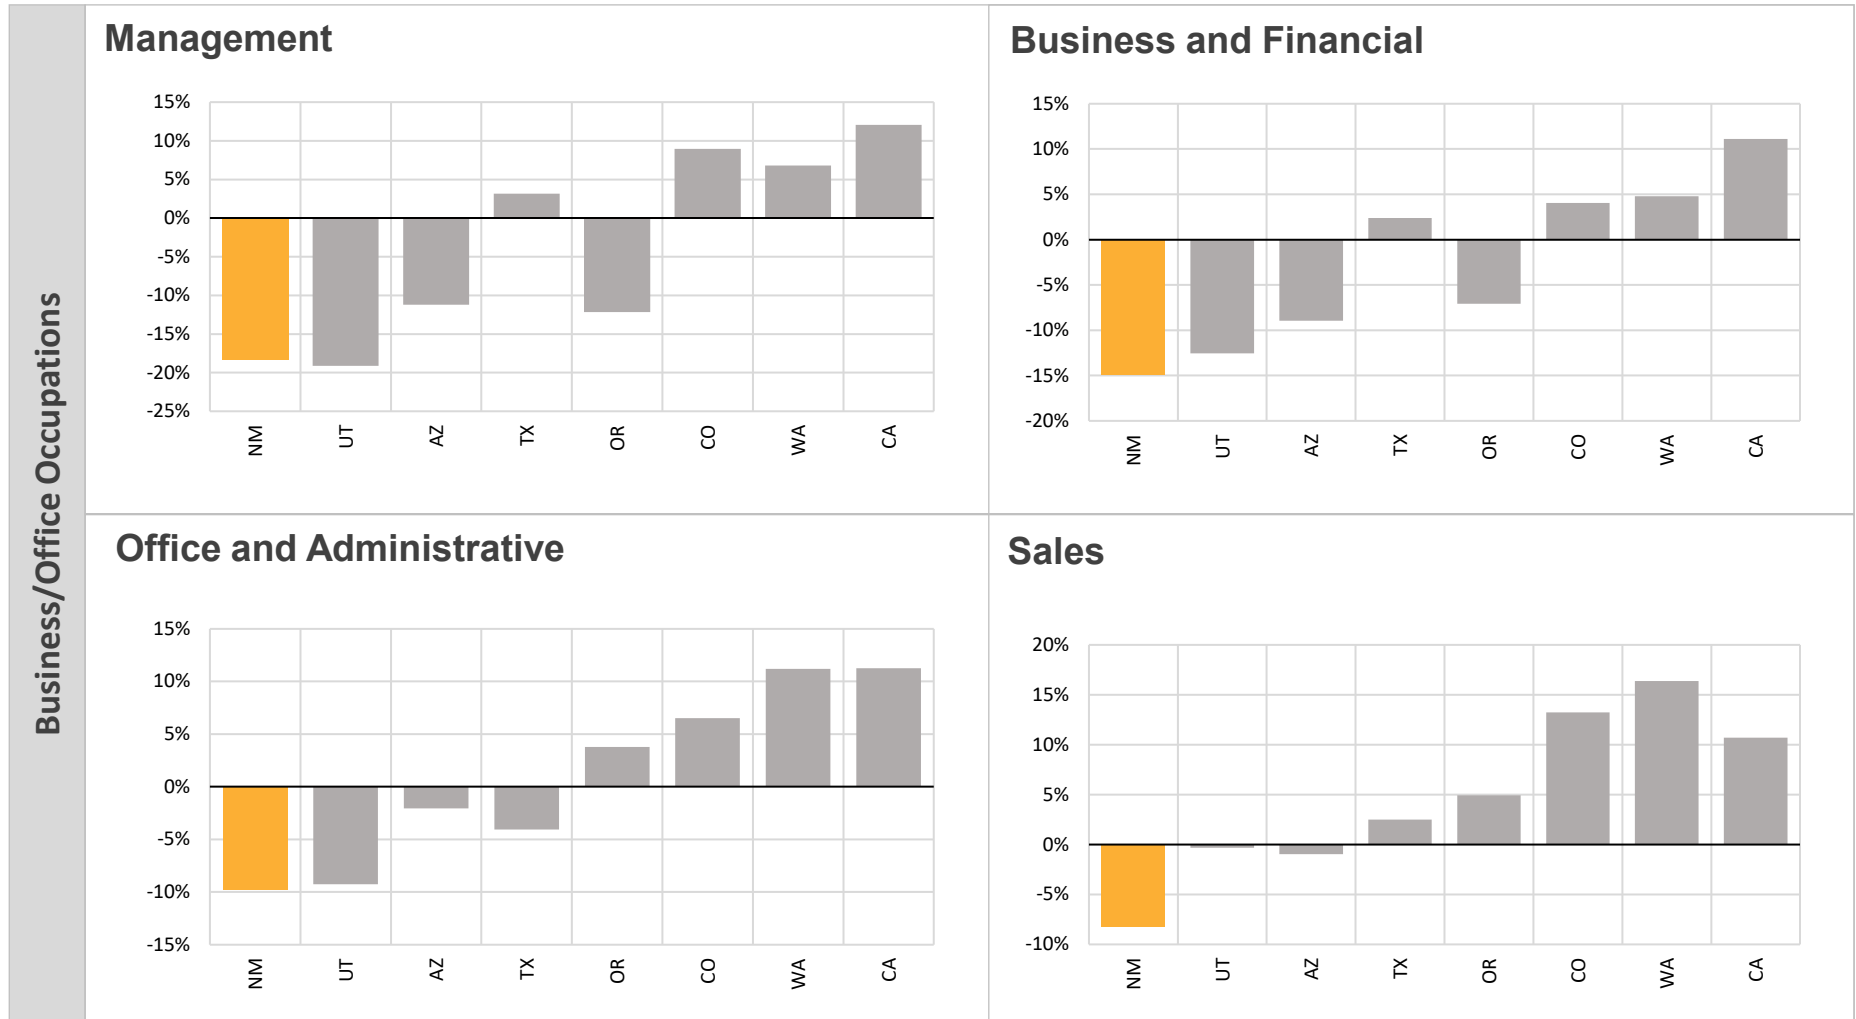 Business/Office Occupations
Management
15%
10%
5%
0%
-5%
-10%
-15%
-20%
-25%
NM
UT
AZ
TX
OR
CO
WA
CA
Business and Financial
15%
10%
5%
0%
-5%
-10%
-15%
-20%
NM
UT
AZ
TX
OR
CO
WA
CA
Office and Administrative
15%
10%
5%
0%
-5%
-10%
-15%
NM
UT
AZ
TX
OR
CO
WA
CA
Sales
20%
15%
10%
5%
0%
-5%
-10%
NM
UT
AZ
TX
OR
CO
WA
CA